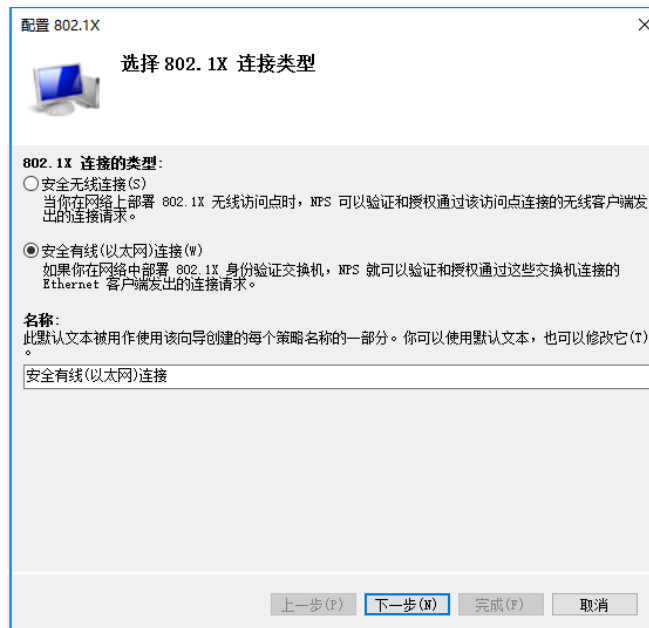 配置 802.1X
选择 802.1X 连接类型
802.1X 连接的类型:
安全无线连接(S)
当你在网络上部署 802.1X 无线访问点时，NPS 可以验证和授权通过该访问点连接的无线客户端发
出的连接请求。
安全有线(以太网)连接(W)
如果你在网络中部署 802.1X 身份验证交换机，NPS 就可以验证和授权通过这些交换机连接的
Ethernet 客户端发出的连接请求。
名称:
此默认文本被用作使用该向导创建的每个策略名称的一部分。你可以使用默认文本，也可以修改它(T)
。
安全有线(以太网)连接
上一步(P) 下一步(N) 完成(F) 取消